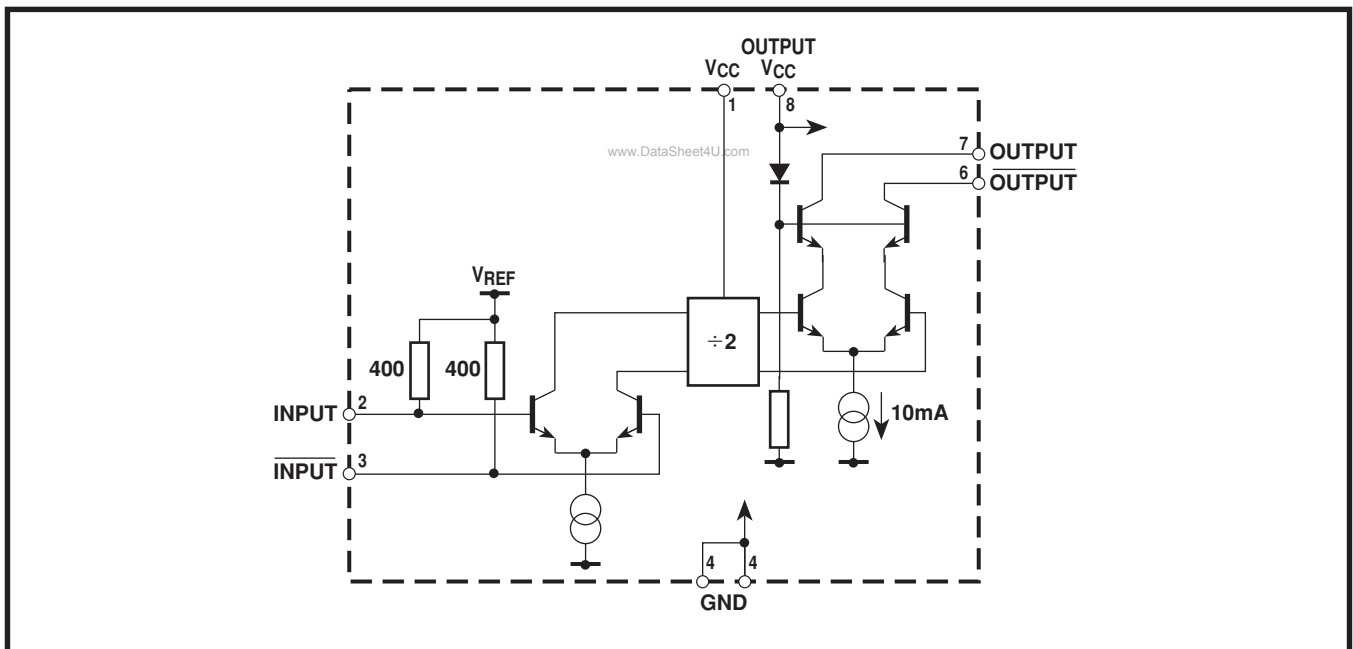 OUTPUT
VCC VCC
1 8
www.DataSheet4U.com
7 OUTPUT
6 OUTPUT
VREF
÷2
400 400
INPUT 2
10mA
INPUT 3
4 4
GND